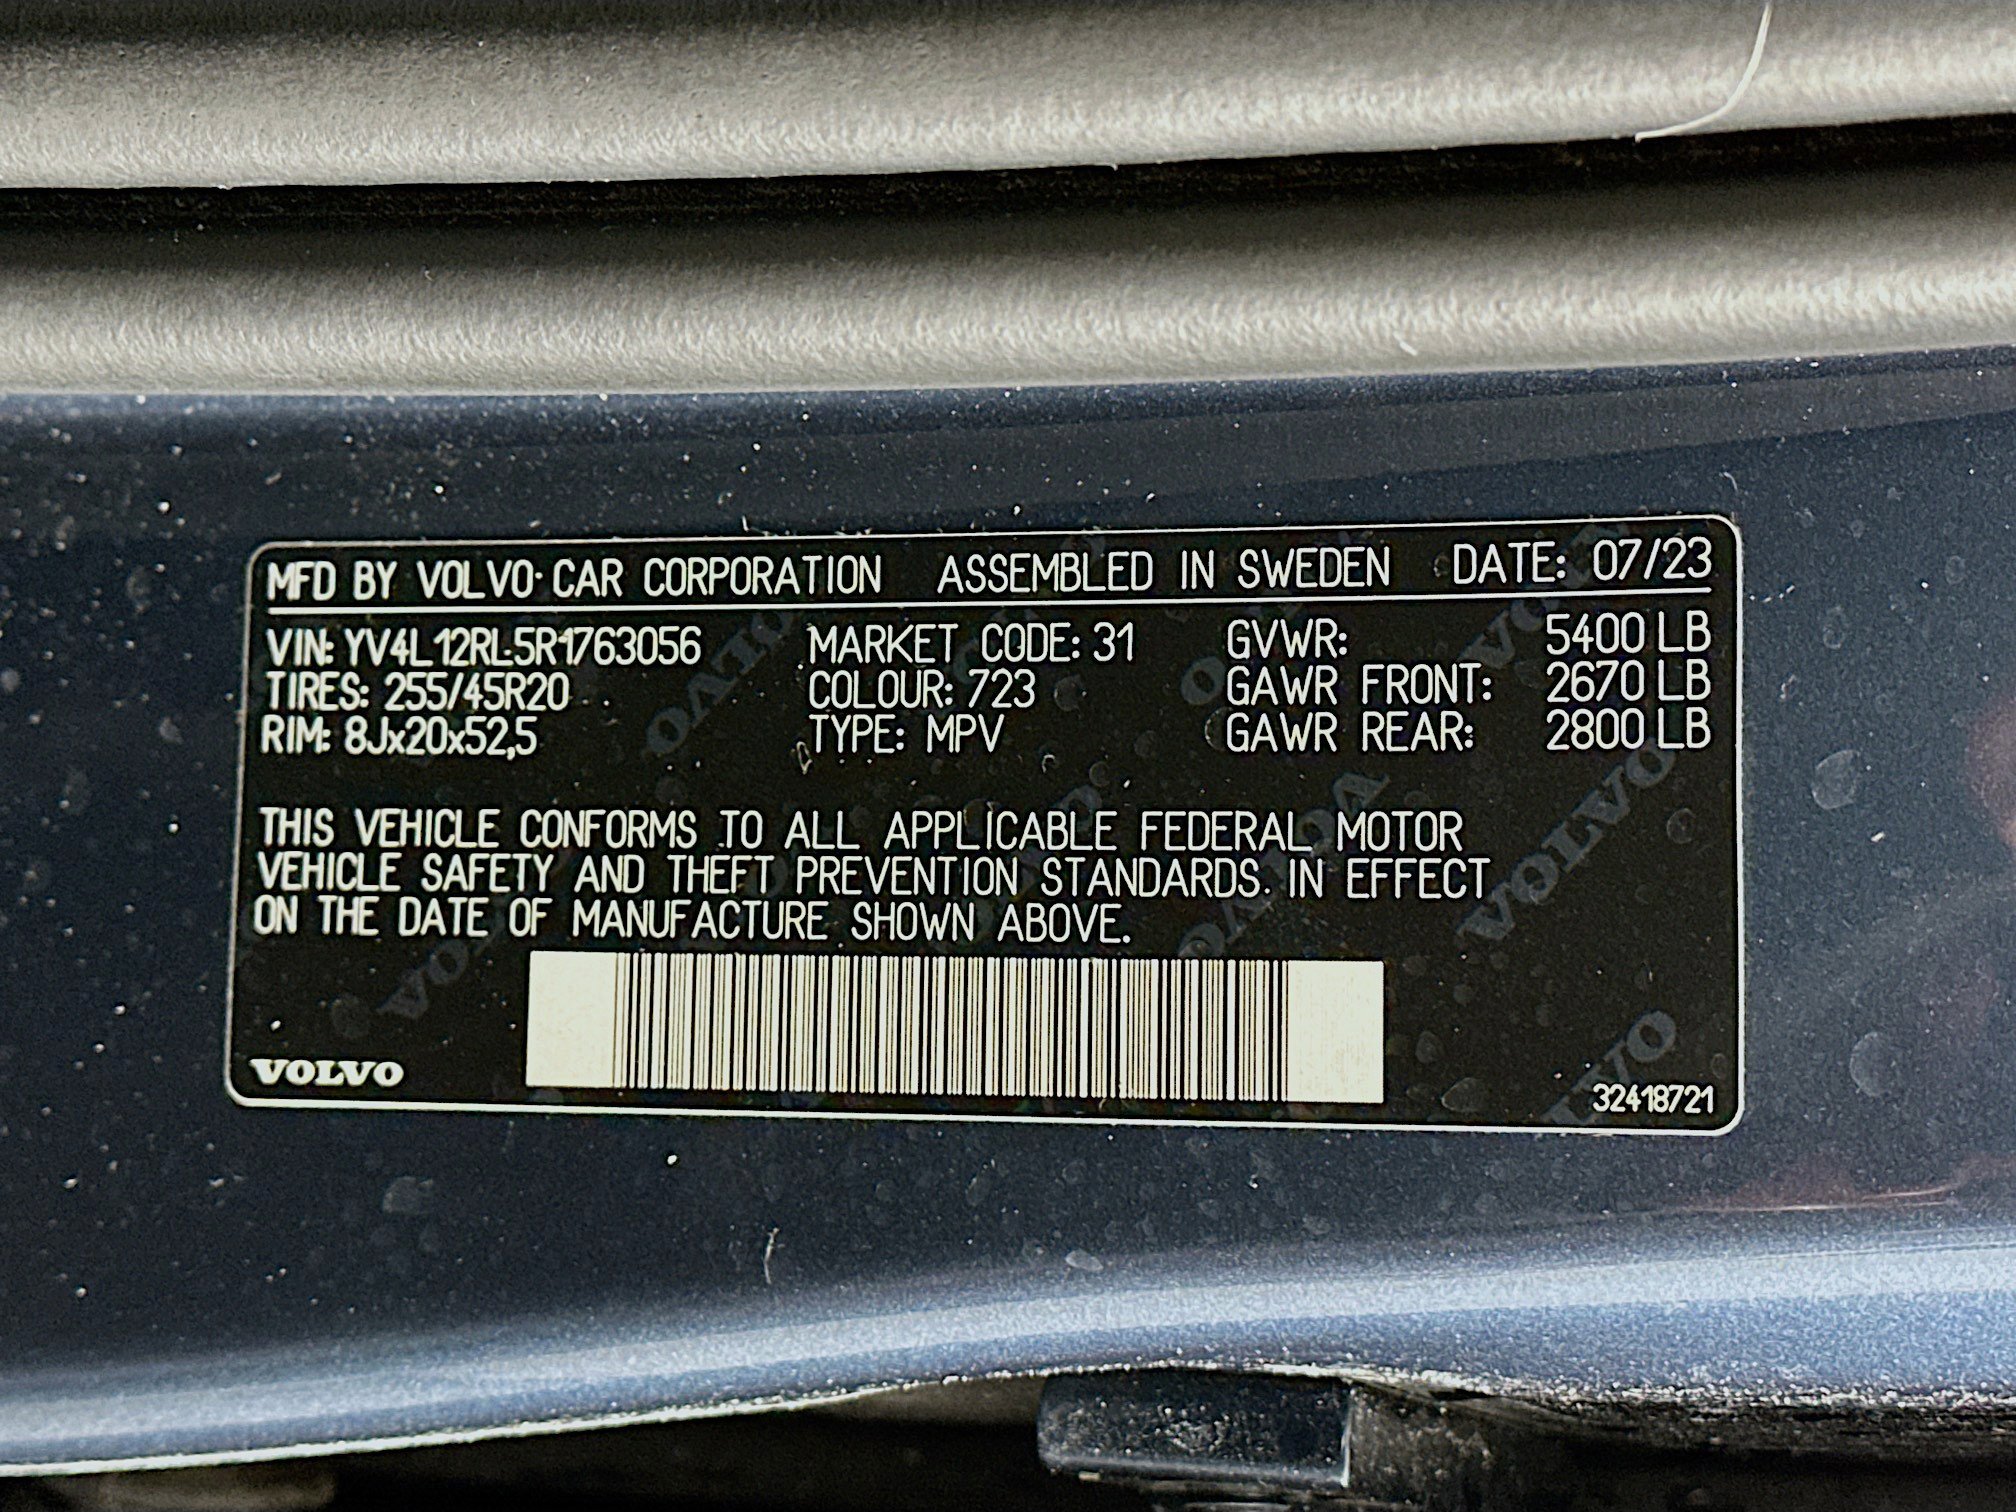 MFD BY VOLVO CAR CORPORATION ASSEMBLED IN SWEDEN DATE: 07/23
VIN: YV4L12RL5R1763056 MARKET CODE: 31 GVWR: 5400 LB
TIRES: 255/45R20 COLOUR: 723 GAWR FRONT: 2670 LB
RIM: 8Jx20x52,5 TYPE: MPV GAWR REAR: 2800 LB
THIS VEHICLE CONFORMS TO ALL APPLICABLE FEDERAL MOTOR
VEHICLE SAFETY AND THEFT PREVENTION STANDARDS. IN EFFECT
ON THE DATE OF MANUFACTURE SHOWN ABOVE.
VOLVO
32418721